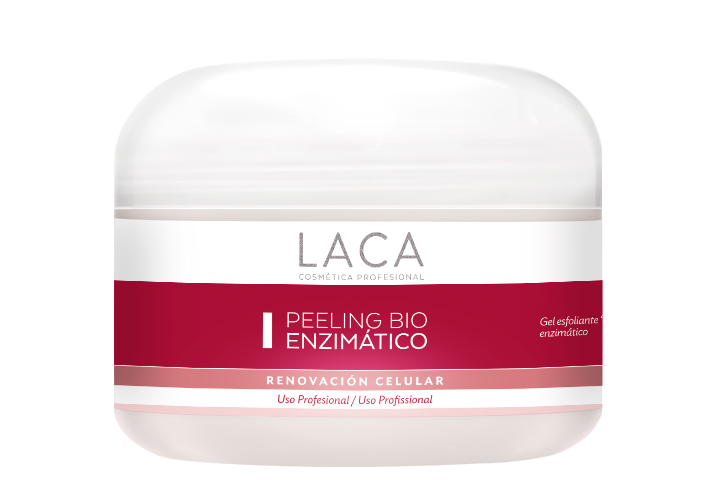 LACA
COSMÉTICA PROFESIONAL
PEELING BIO
ENZIMÁTICO
Gel esfoliante
enzimático
RENOVACIÓN CELULAR
Uso Profesional / Uso Profissional